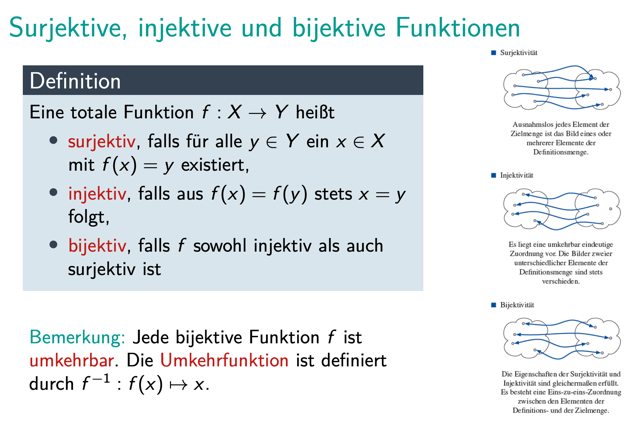 Surjektive, injektive und bijektive Funktionen
Definition
Eine totale Funktion f : X → Y heißt
• surjektiv, falls für alle y ∈ Y ein x ∈ X
mit f(x) = y existiert,
• injektiv, falls aus f(x) = f(y) stets x = y
folgt,
• bijektiv, falls f sowohl injektiv als auch
surjektiv ist
Bemerkung: Jede bijektive Funktion f ist
umkehrbar. Die Umkehrfunktion ist definiert
durch f⁻¹ : f(x) ↦ x.
■ Surjektivität
Ausnahmslos jedes Element der
Zielmenge ist das Bild eines oder
mehrerer Elemente der
Definitionsmenge.
■ Injektivität
Es liegt eine umkehrbar eindeutige
Zuordnung vor. Die Bilder zweier
unterschiedlicher Elemente der
Definitionsmenge sind stets
verschieden.
■ Bijektivität
Die Eigenschaften der Surjektivität und
Injektivität sind gleichermaßen erfüllt.
Es besteht eine Eins-zu-eins-Zuordnung
zwischen den Elementen der
Definitions- und der Zielmenge.